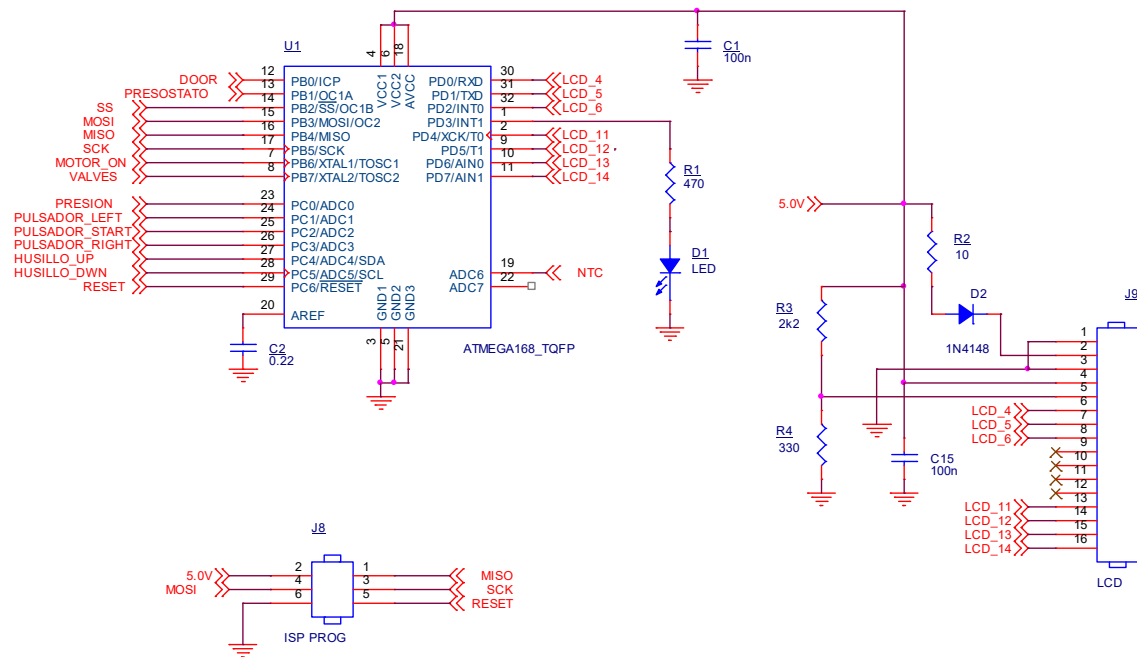 U1
4
6
18
VCC1
VCC2
AVCC
C1
100n
DOOR
12
PB0/ICP
PRESOSTATO
13
PB1/OC1A
SS
14
PB2/SS/OC1B
MOSI
15
PB3/MOSI/OC2
MISO
16
PB4/MISO
SCK
17
PB5/SCK
MOTOR_ON
7
PB6/XTAL1/TOSC1
VALVES
8
PB7/XTAL2/TOSC2
PD0/RXD
30
LCD_4
PD1/TXD
31
LCD_5
PD2/INT0
32
LCD_6
PD3/INT1
1
PD4/XCK/T0
2
LCD_11
PD5/T1
9
LCD_12
PD6/AIN0
10
LCD_13
PD7/AIN1
11
LCD_14
PRESION
23
PC0/ADC0
PULSADOR_LEFT
24
PC1/ADC1
PULSADOR_START
25
PC2/ADC2
PULSADOR_RIGHT
26
PC3/ADC3
HUSILLO_UP
27
PC4/ADC4/SDA
HUSILLO_DWN
28
PC5/ADC5/SCL
RESET
29
PC6/RESET
20
AREF
ADC6
19
NTC
ADC7
22
GND1
GND2
GND3
3
5
21
ATMEGA168_TQFP
C2
0.22
R1
470
D1
LED
5.0V
R2
10
D2
1N4148
R3
2k2
R4
330
C15
100n
J9
1
2
3
4
5
6
LCD_4
7
LCD_5
8
LCD_6
9
10
11
12
13
LCD_11
14
LCD_12
15
LCD_13
16
LCD_14
LCD
J8
5.0V
2
1
MISO
MOSI
4
3
SCK
6
5
RESET
ISP PROG